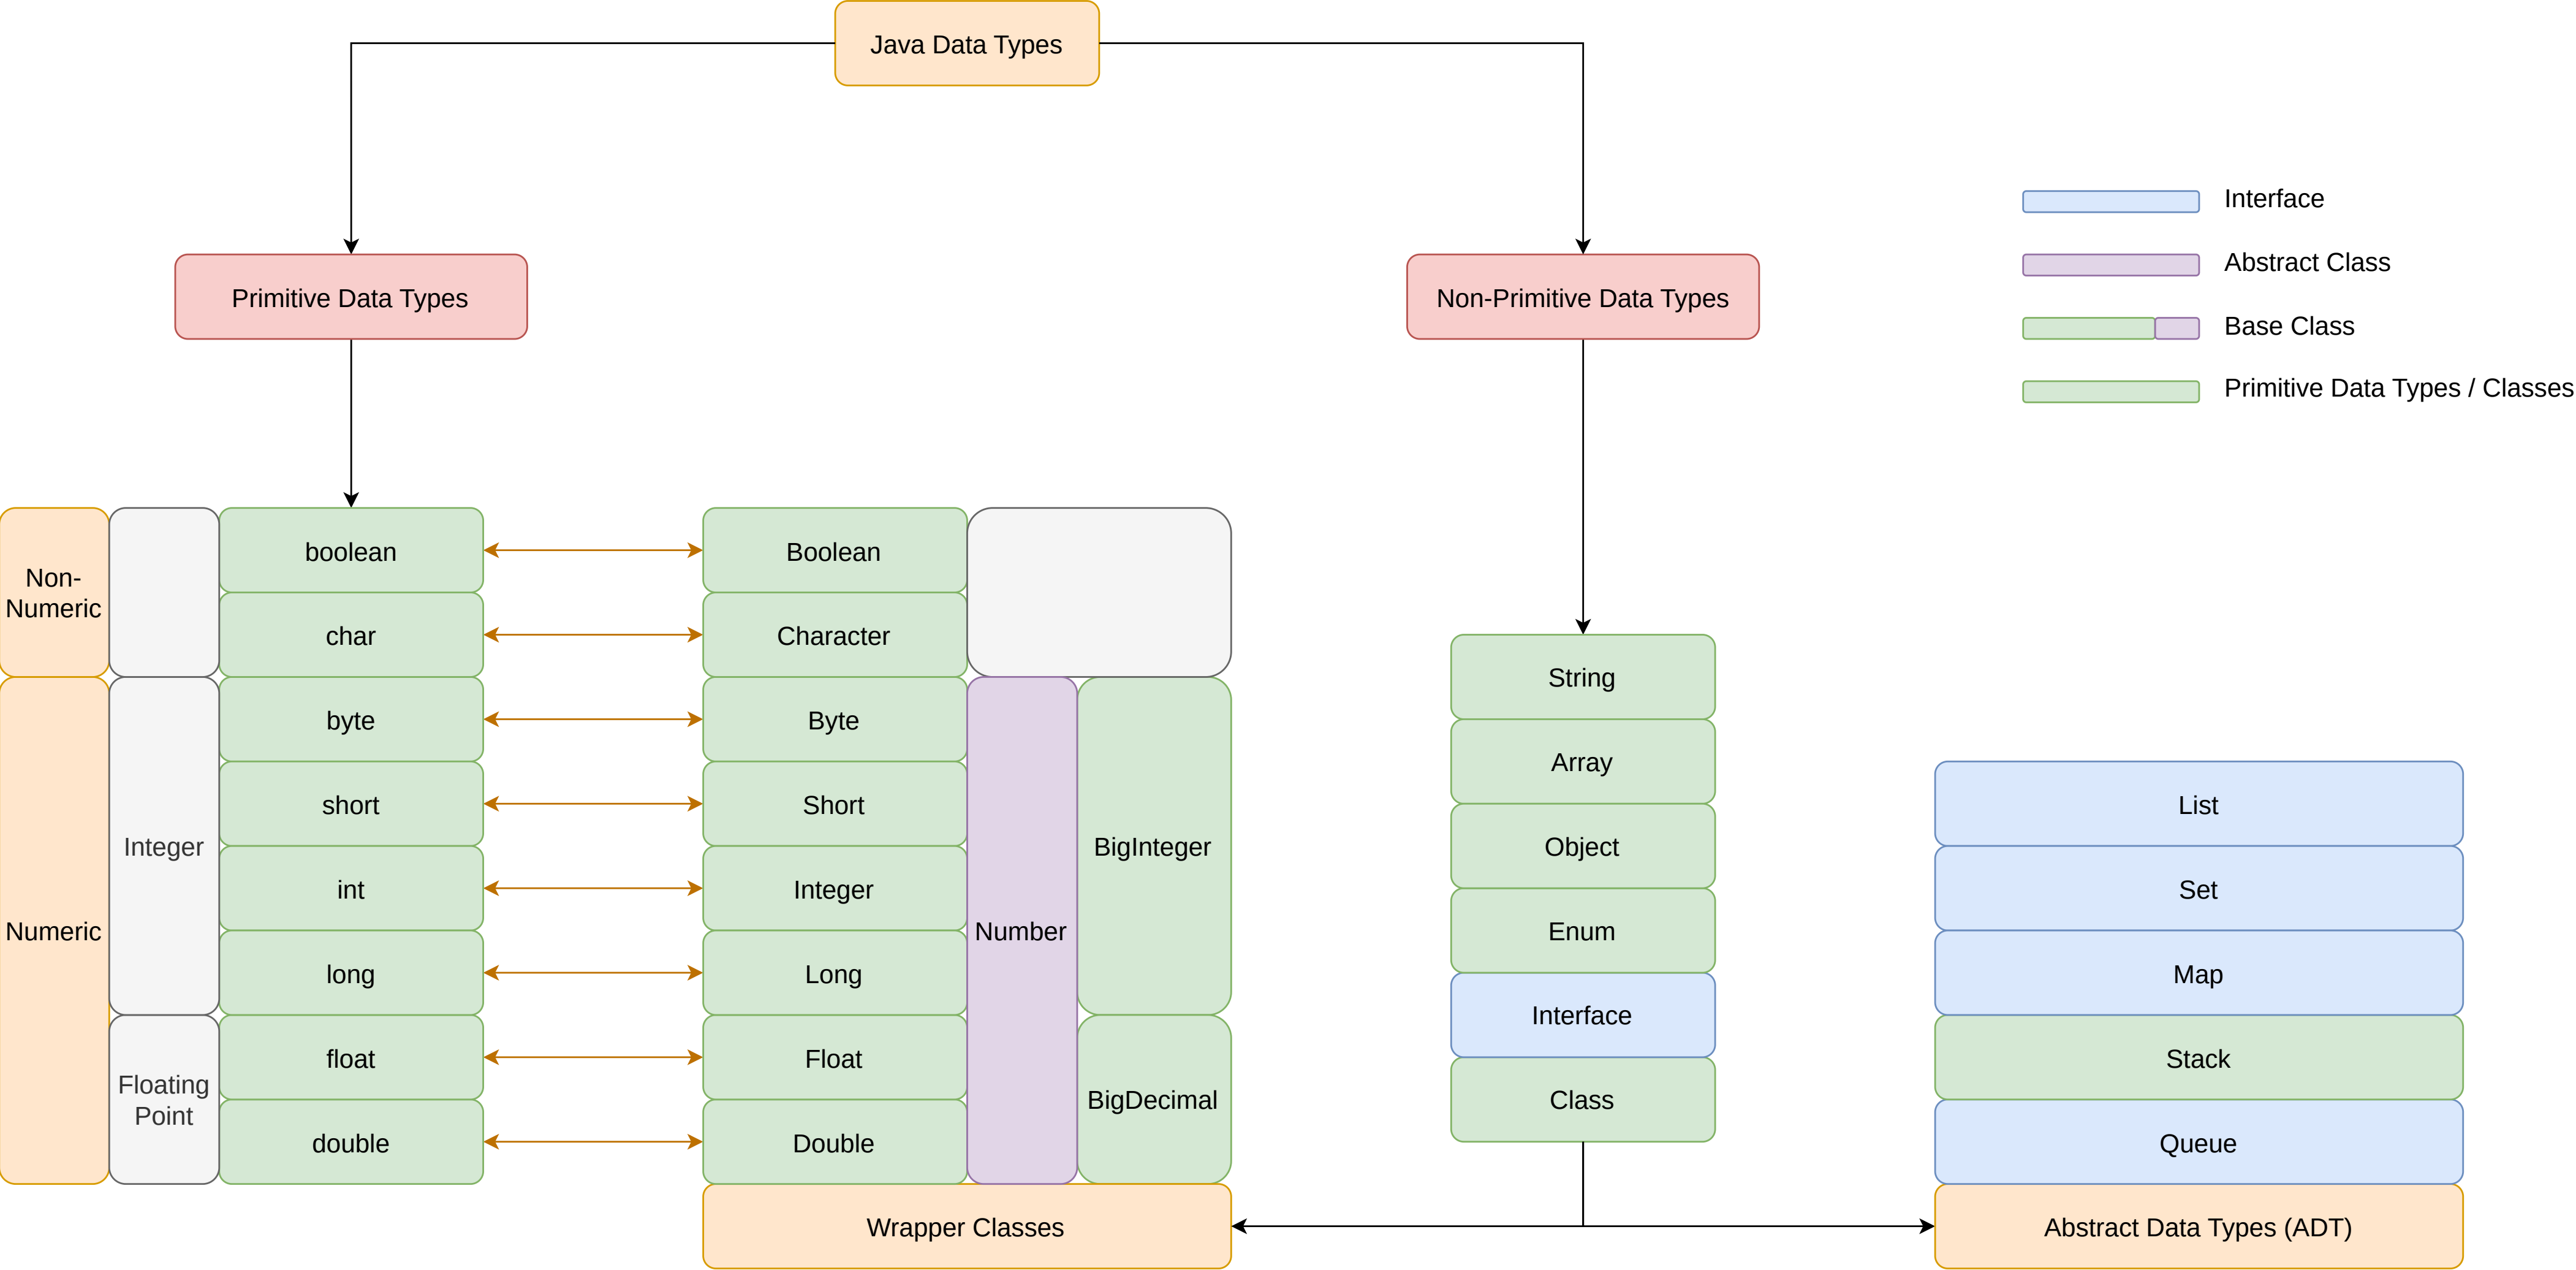 Java Data Types
Primitive Data Types
Non-Primitive Data Types
Interface
Abstract Class
Base Class
Primitive Data Types / Classes
Non-
Numeric
Numeric
Integer
Floating
Point
boolean
char
byte
short
int
long
float
double
Boolean
Character
Byte
Short
Integer
Long
Float
Double
Number
BigInteger
BigDecimal
Wrapper Classes
String
Array
Object
Enum
Interface
Class
List
Set
Map
Stack
Queue
Abstract Data Types (ADT)